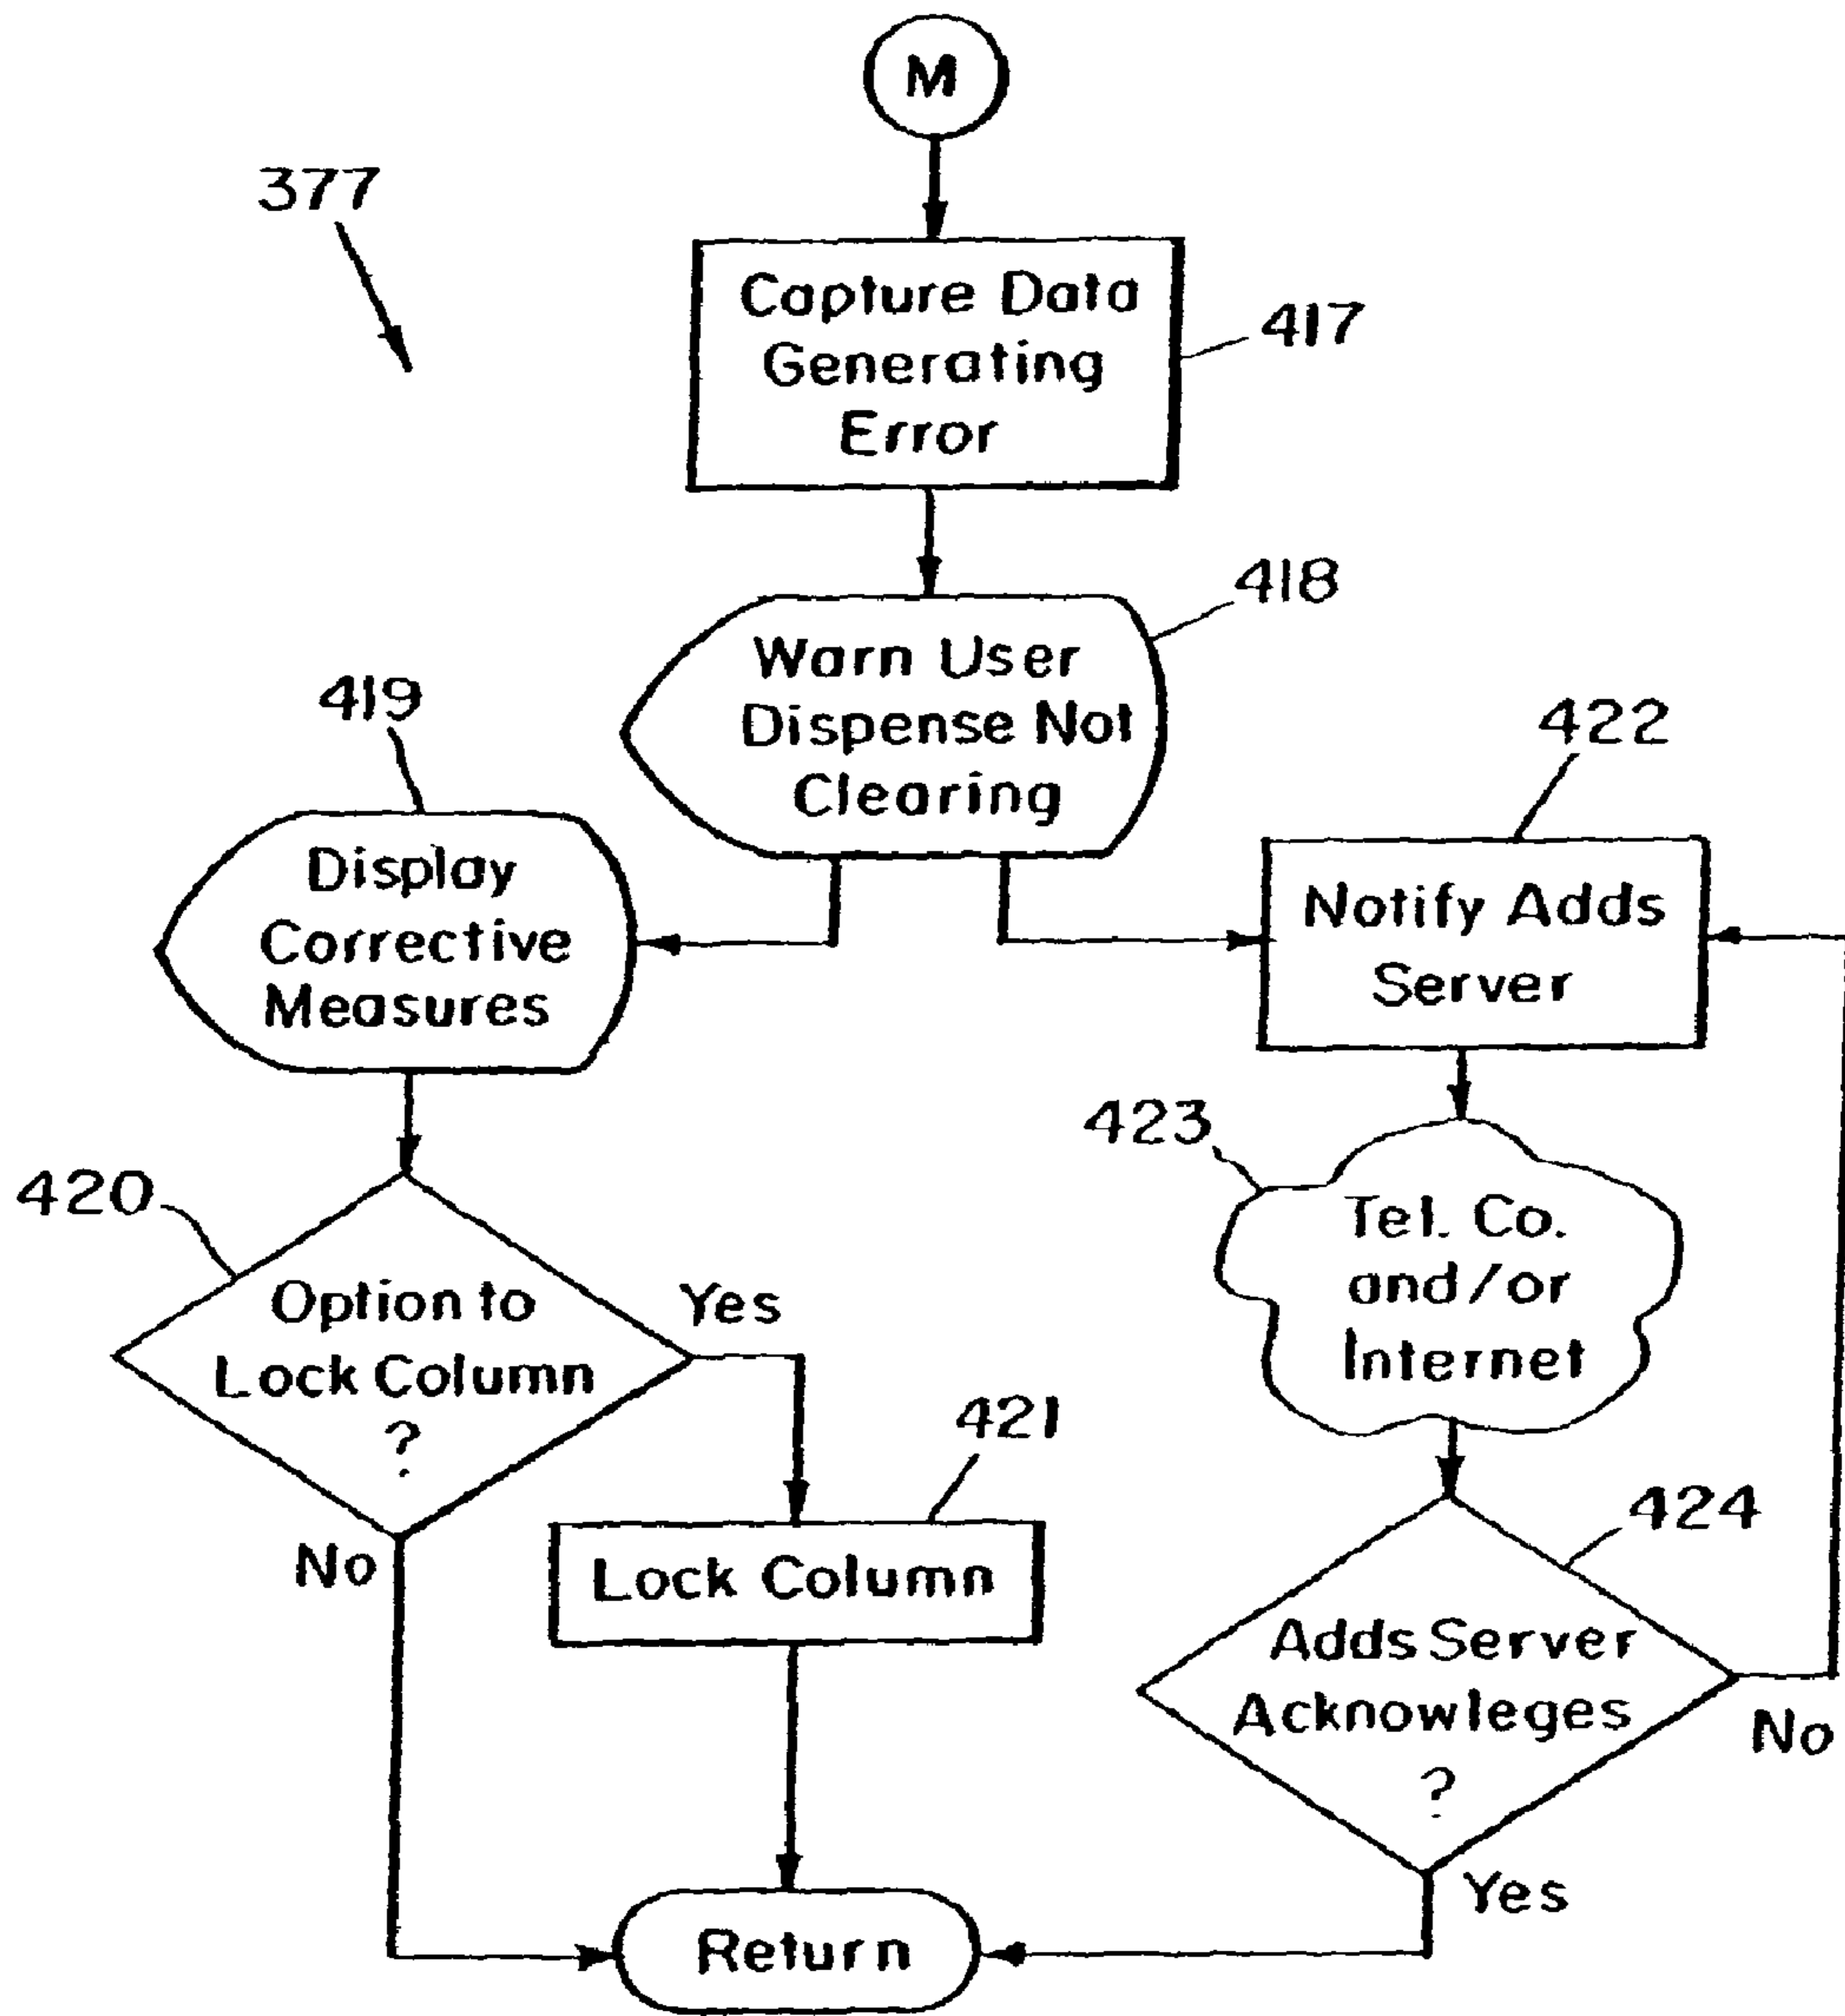 M
377
Capture Data
Generating
Error
417
418
Warn User
Dispense Not
Clearing
419
Display
Corrective
Measures
422
Notify Adds
Server
423
Tel. Co.
and/or
Internet
420
Option to
Lock Column
?
Yes
No
421
Lock Column
424
Adds Server
Acknowleges
?
No
Yes
Return